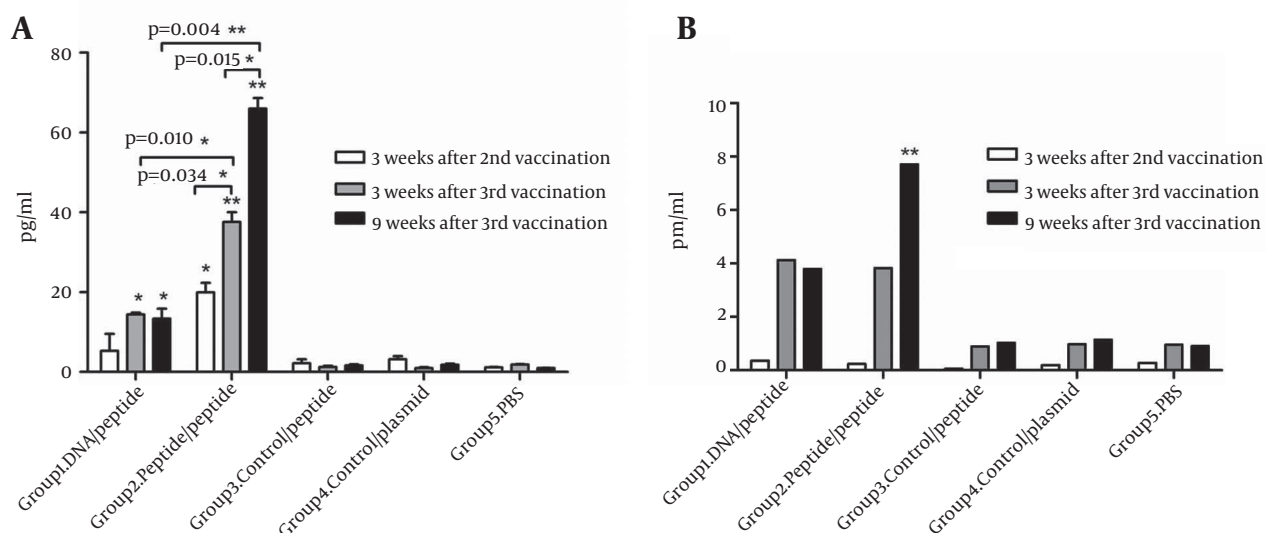 A
p=0.004 **
p=0.015 *
**
p=0.010 *
p=0.034 *
**
*
* *
80
60
40
20
0
pg/ml
3 weeks after 2nd vaccination
3 weeks after 3rd vaccination
9 weeks after 3rd vaccination
Group1.DNA/peptide
Group2.Peptide/peptide
Group3.Control/peptide
Group4.Control/plasmid
Group5.PBS
B
10
8
6
4
2
0
pm/ml
**
3 weeks after 2nd vaccination
3 weeks after 3rd vaccination
9 weeks after 3rd vaccination
Group1.DNA/peptide
Group2.Peptide/peptide
Group3.Control/peptide
Group4.Control/plasmid
Group5.PBS